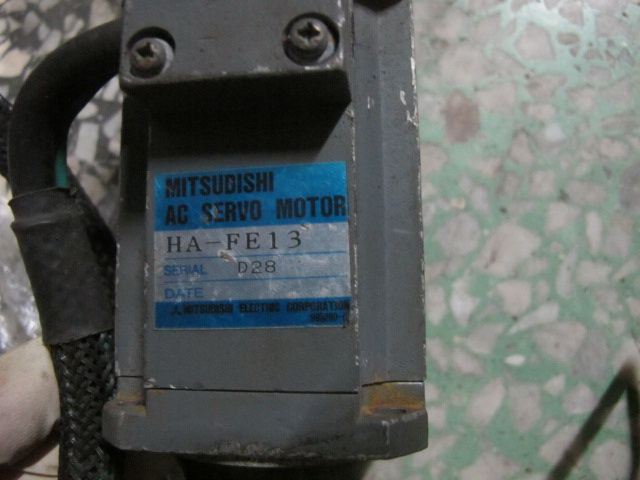 MITSUBISHI
AC SERVO MOTOR
HA-FE13
SERIAL D28
DATE
MITSUBISHI ELECTRIC CORPORATION